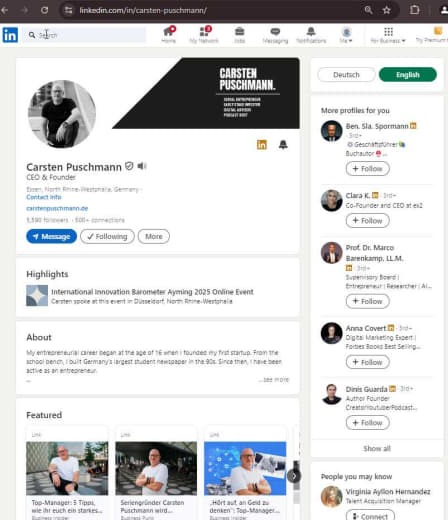 linkedin.com/in/carsten-puschmann/
in
Search
Home
My Network
Jobs
Messaging
Notifications
Me
For Business
Try Premium
CARSTEN
PUSCHMANN.
SERIAL ENTREPRENEUR
EARLY STAGE INVESTOR
DIGITAL ADVISOR
PODCAST HOST
in
Carsten Puschmann
CEO & Founder
Essen, North Rhine-Westphalia, Germany ·
Contact info
carstenpuschmann.de
500+ connections
Message
Following
More
Highlights
International Innovation Barometer Ayming 2025 Online Event
Carsten spoke at this event in Düsseldorf, North Rhine-Westphalia
About
My entrepreneurial career began at the age of 16 when I founded my first startup. From the
school bench, I built Germany's largest student newspaper in the 90s. Since then, I have been
active as an entrepreneur.
...
...see more
Featured
Link
Link
Link
Top-Manager: 5 Tipps,
wie ihr euch ein starkes...
Business Insider
Seriengründer Carsten
Puschmann wird...
Business Punk
„Hört auf, an Geld zu
denken": Top-Manager...
Business Insider
Deutsch
English
More profiles for you
Ben. Sla. Spormann in
· 3rd+
Geschäftsführer
Buchautor
+ Follow
Clara K. in · 3rd+
Co-Founder and CEO at ex2
+ Follow
Prof. Dr. Marco
Barenkamp, LL.M.
in · 3rd+
Supervisory Board |
Entrepreneur | Researcher | AI...
+ Follow
Anna Covert in · 3rd+
Digital Marketing Expert |
Forbes Books Best Selling...
+ Follow
Dinis Guarda in · 3rd+
Author Founder
CreatorYoutuberPodcast...
+ Follow
Show all
People you may know
Virginia Ayllon Hernandez
Talent Acquisition Manager
Connect